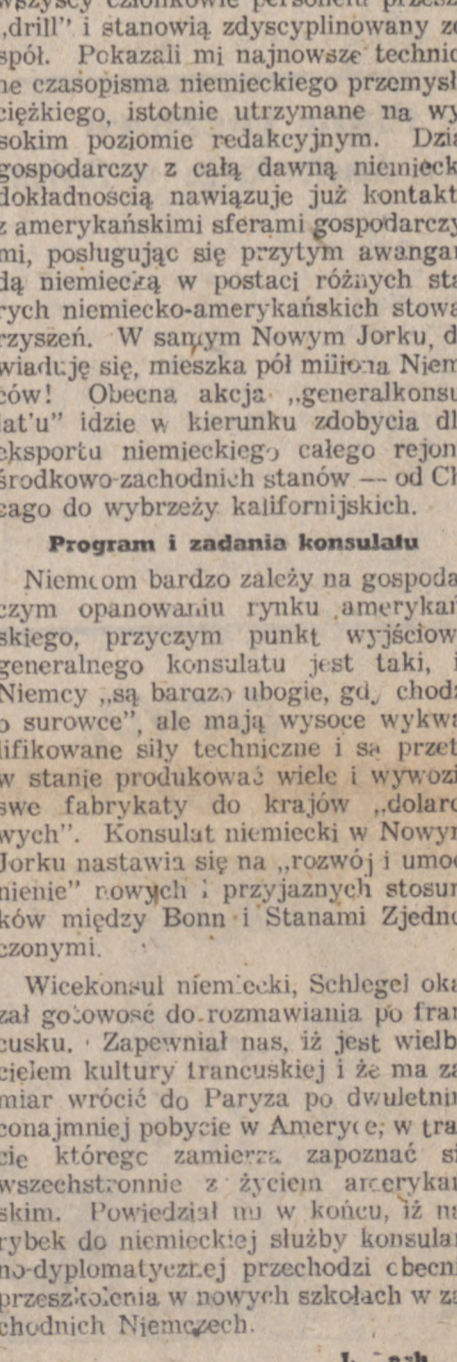 wszyscy członkowie personelu przesz
„drill” i stanowią zdyscyplinowany ze
spół. Pokazali mi najnowsze technic
ne czasopisma niemieckiego przemysł
ciężkiego, istotnie utrzymane na wy
sokim poziomie redakcyjnym. Dzia
gospodarczy z całą dawną niemieck
dokładnością nawiązuje już kontakt
z amerykańskimi sferami gospodarczy
mi, posługując się przytym awangar
dą niemiecką w postaci różnych sta
rych niemiecko-amerykańskich stowa
rzyszeń. W samym Nowym Jorku, d
wiaduję się, mieszka pół miliona Niem
ców! Obecna akcja „generalkonsu
lat'u” idzie w kierunku zdobycia dl
eksportu niemieckiego całego rejon
środkowo-zachodnich stanów — od Ch
cago do wybrzeży kalifornijskich.
Program i zadania konsulatu
Niemcom bardzo zależy na gospoda
czym opanowaniu rynku amerykań
skiego, przyczym punkt wyjściow
generalnego konsulatu jest taki, i
Niemcy „są bardzo ubogie, gdy chodz
o surowce”, ale mają wysoce wykwa
lifikowane siły techniczne i są przet
w stanie produkować wiele i wywozi
swe fabrykaty do krajów „dolaro
wych”. Konsulat niemiecki w Nowym
Jorku nastawia się na „rozwój i umoc
nienie” nowych i przyjaznych stosun
ków między Bonn i Stanami Zjedno
czonymi.
Wicekonsul niemiecki, Schlegel oka
zał gotowość do rozmawiania po fran
cusku. Zapewniał nas, iż jest wielbi
cielem kultury francuskiej i że ma za
miar wrócić do Paryża po dwuletnim
conajmniej pobycie w Ameryce, w tra
cie którego zamierza zapoznać si
wszechstronnie z życiem amerykań
skim. Powiedział mi w końcu, iż na
rybek do niemieckiej służby konsular
no-dyplomatycznej przechodzi obecni
przeszkolenia w nowych szkołach w za
chodnich Niemczech.